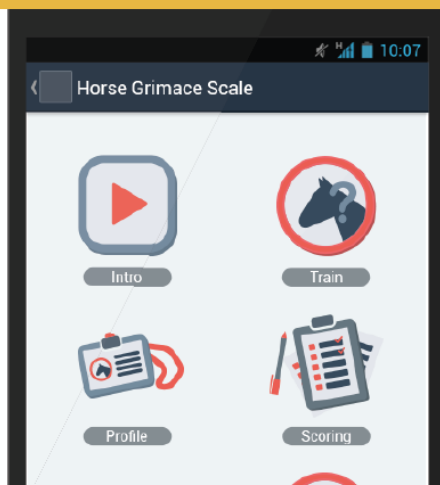 H 10:07
Horse Grimace Scale
Intro
Train
?
Profile
Scoring